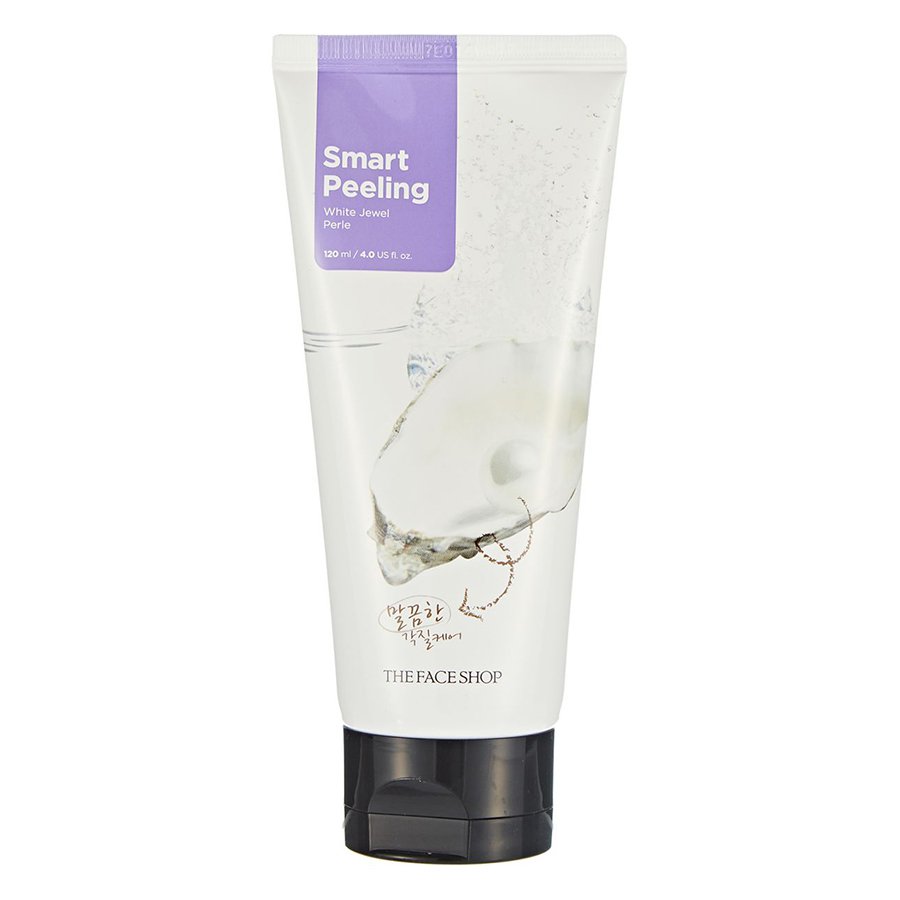 Smart
Peeling
White Jewel
Perle
120 ml / 4.0 US fl. oz.
말끔한
각질케어
THE FACE SHOP